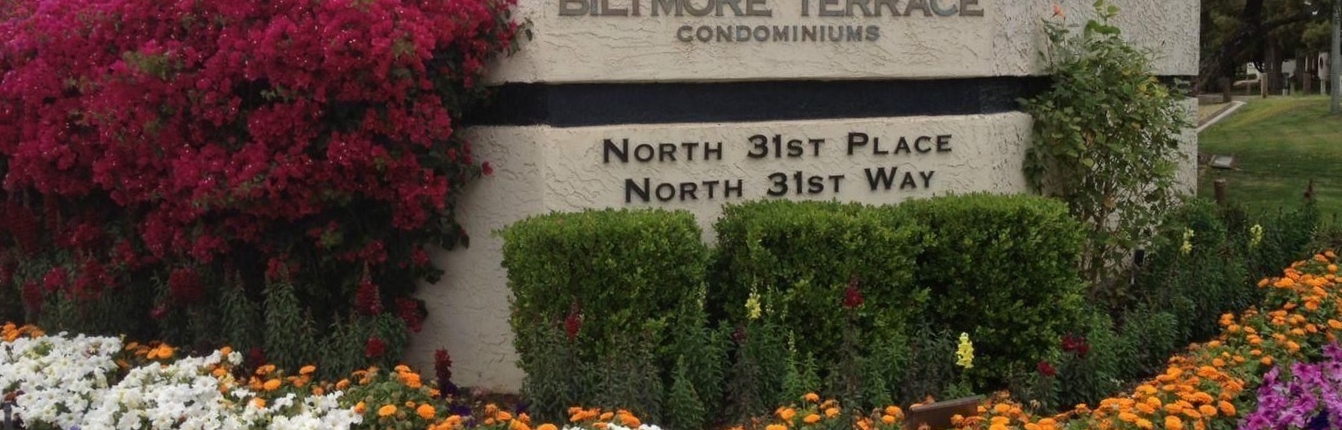 BILTMORE TERRACE
CONDOMINIUMS
NORTH 31ST PLACE
NORTH 31ST WAY